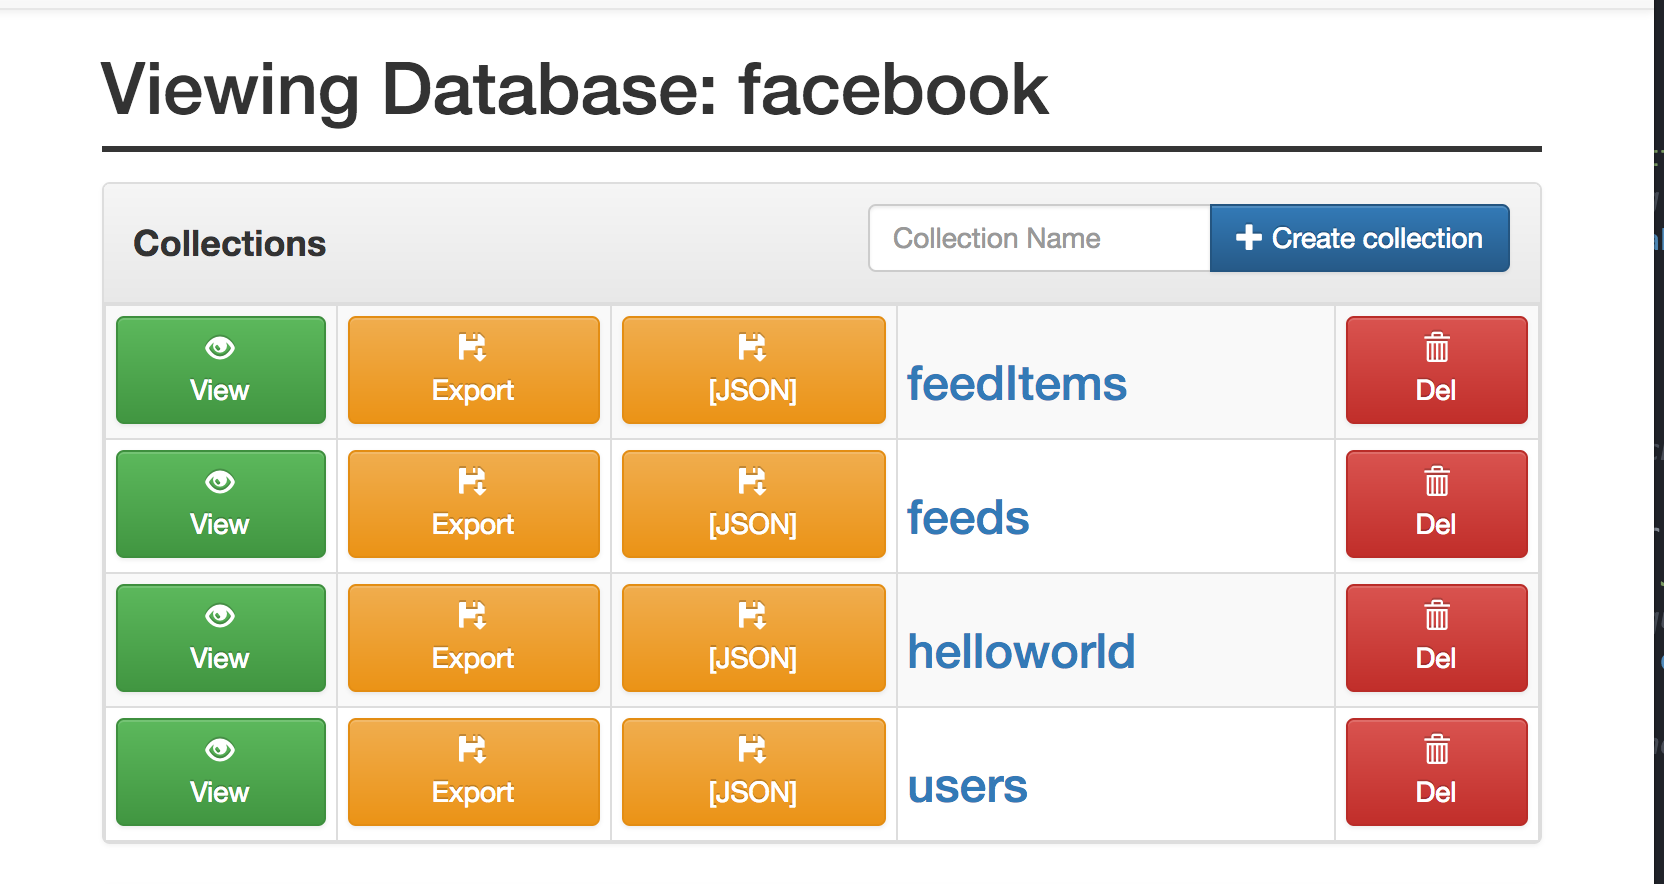 Viewing Database: facebook
Collections
Collection Name
Create collection
View
Export
[JSON]
feedItems
Del
View
Export
[JSON]
feeds
Del
View
Export
[JSON]
helloworld
Del
View
Export
[JSON]
users
Del